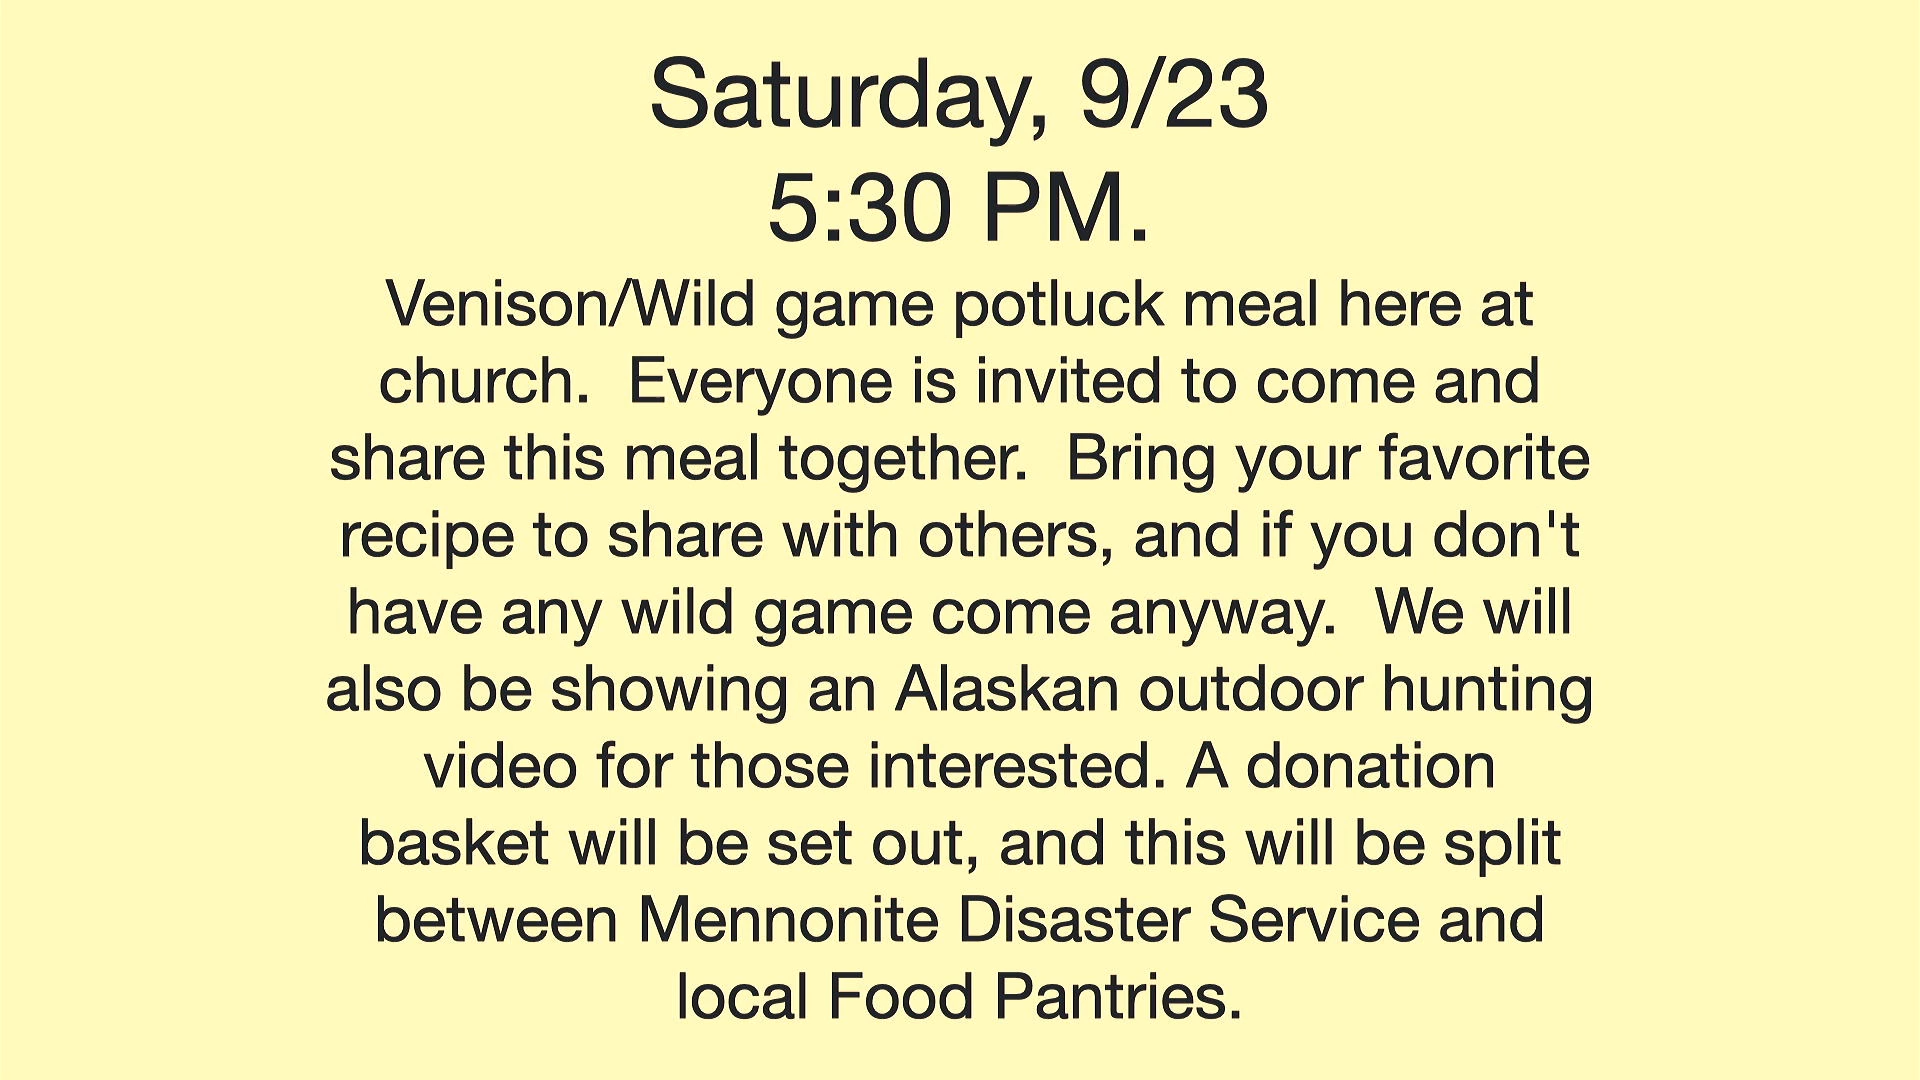 Saturday, 9/23
5:30 PM.
Venison/Wild game potluck meal here at
church.  Everyone is invited to come and
share this meal together.  Bring your favorite
recipe to share with others, and if you don't
have any wild game come anyway.  We will
also be showing an Alaskan outdoor hunting
video for those interested. A donation
basket will be set out, and this will be split
between Mennonite Disaster Service and
local Food Pantries.